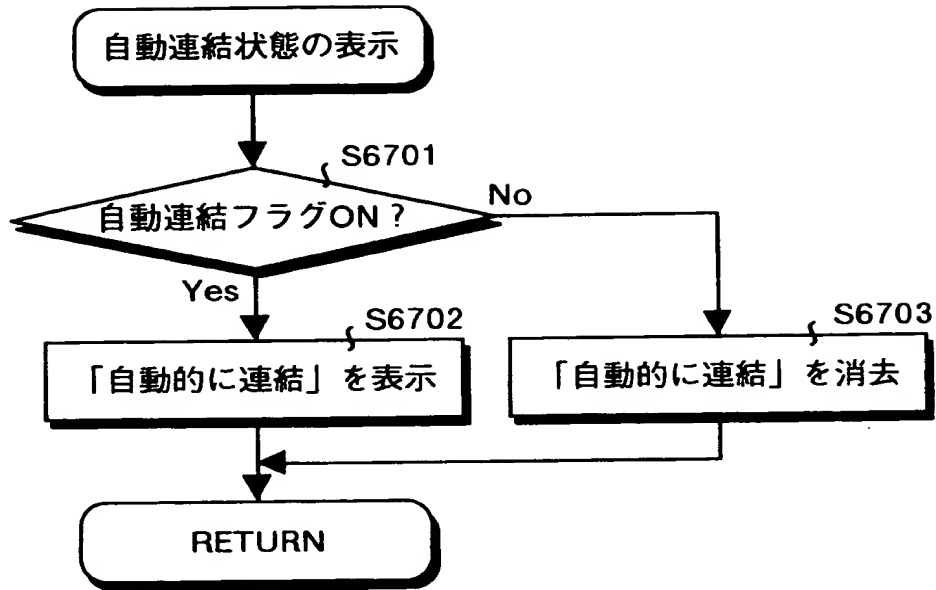 自動連結状態の表示
S6701
自動連結フラグON?
No
Yes
S6702
「自動的に連結」を表示
S6703
「自動的に連結」を消去
RETURN